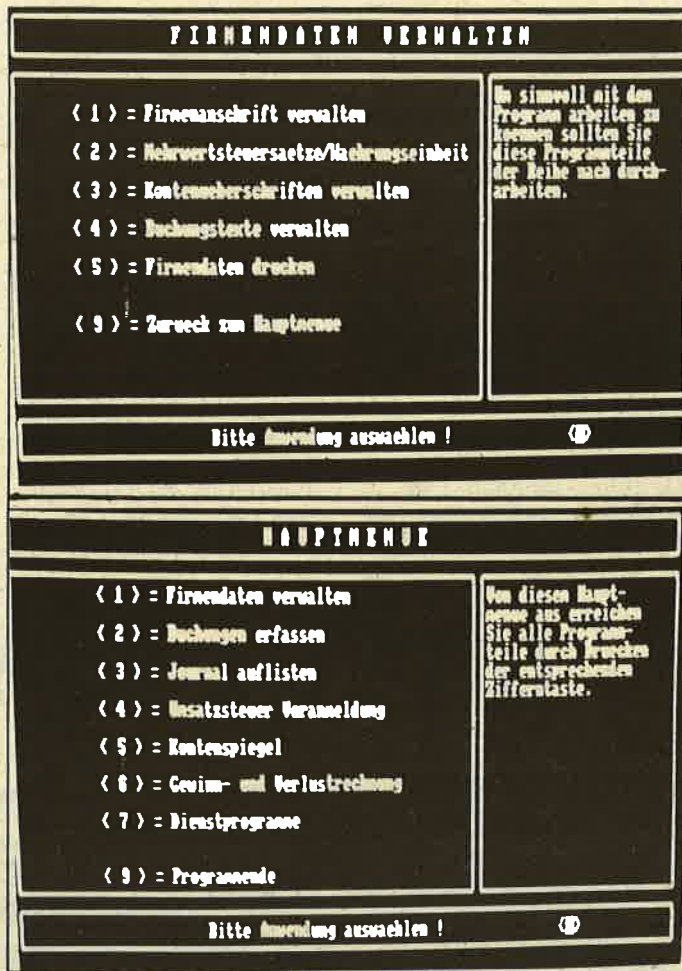 FIRMENDATEN VERWALTEN
< 1 > = Firmenanschrift verwalten
< 2 > = Mehrwertsteuersaetze/Waehrungseinheit
< 3 > = Kontenueberschriften verwalten
< 4 > = Buchungstexte verwalten
< 5 > = Firmendaten drucken
< 9 > = Zurueck zum Hauptmenue
Um sinnvoll mit dem
Programm arbeiten zu
koennen sollten Sie
diese Programmteile
der Reihe nach durch-
arbeiten.
Bitte Anwendung auswaehlen !
HAUPTMENUE
< 1 > = Firmendaten verwalten
< 2 > = Buchungen erfassen
< 3 > = Journal auflisten
< 4 > = Umsatzsteuer Voranmeldung
< 5 > = Kontenspiegel
< 6 > = Gewinn- und Verlustrechnung
< 7 > = Dienstprogramme
< 9 > = Programmende
Von diesem Haupt-
menue aus erreichen
Sie alle Programm-
teile durch Druecken
der entsprechenden
Zifferntaste.
Bitte Anwendung auswaehlen !